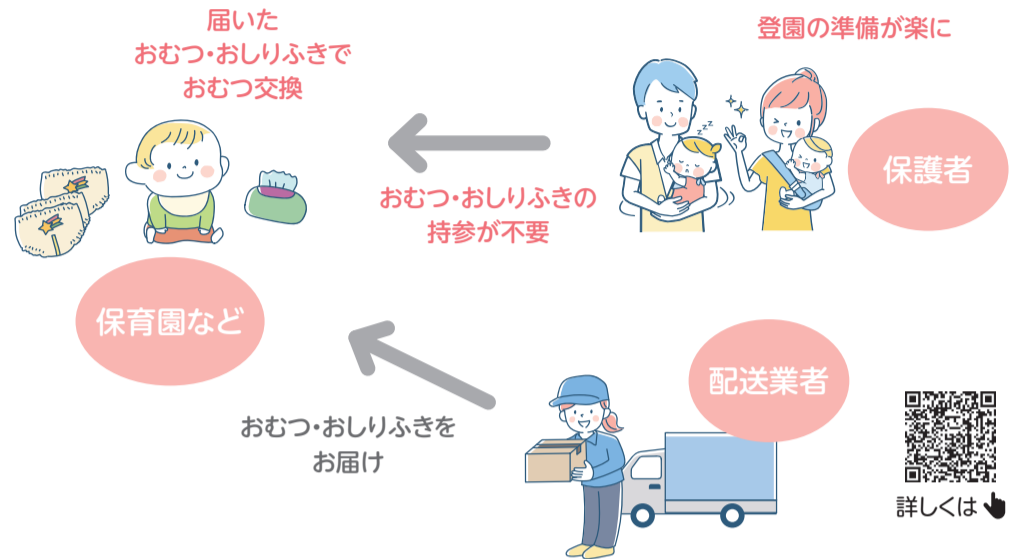 届いた
おむつ・おしりふきで
おむつ交換
登園の準備が楽に
保護者
おむつ・おしりふきの
持参が不要
保育園など
配送業者
おむつ・おしりふきを
お届け
詳しくは
zzz